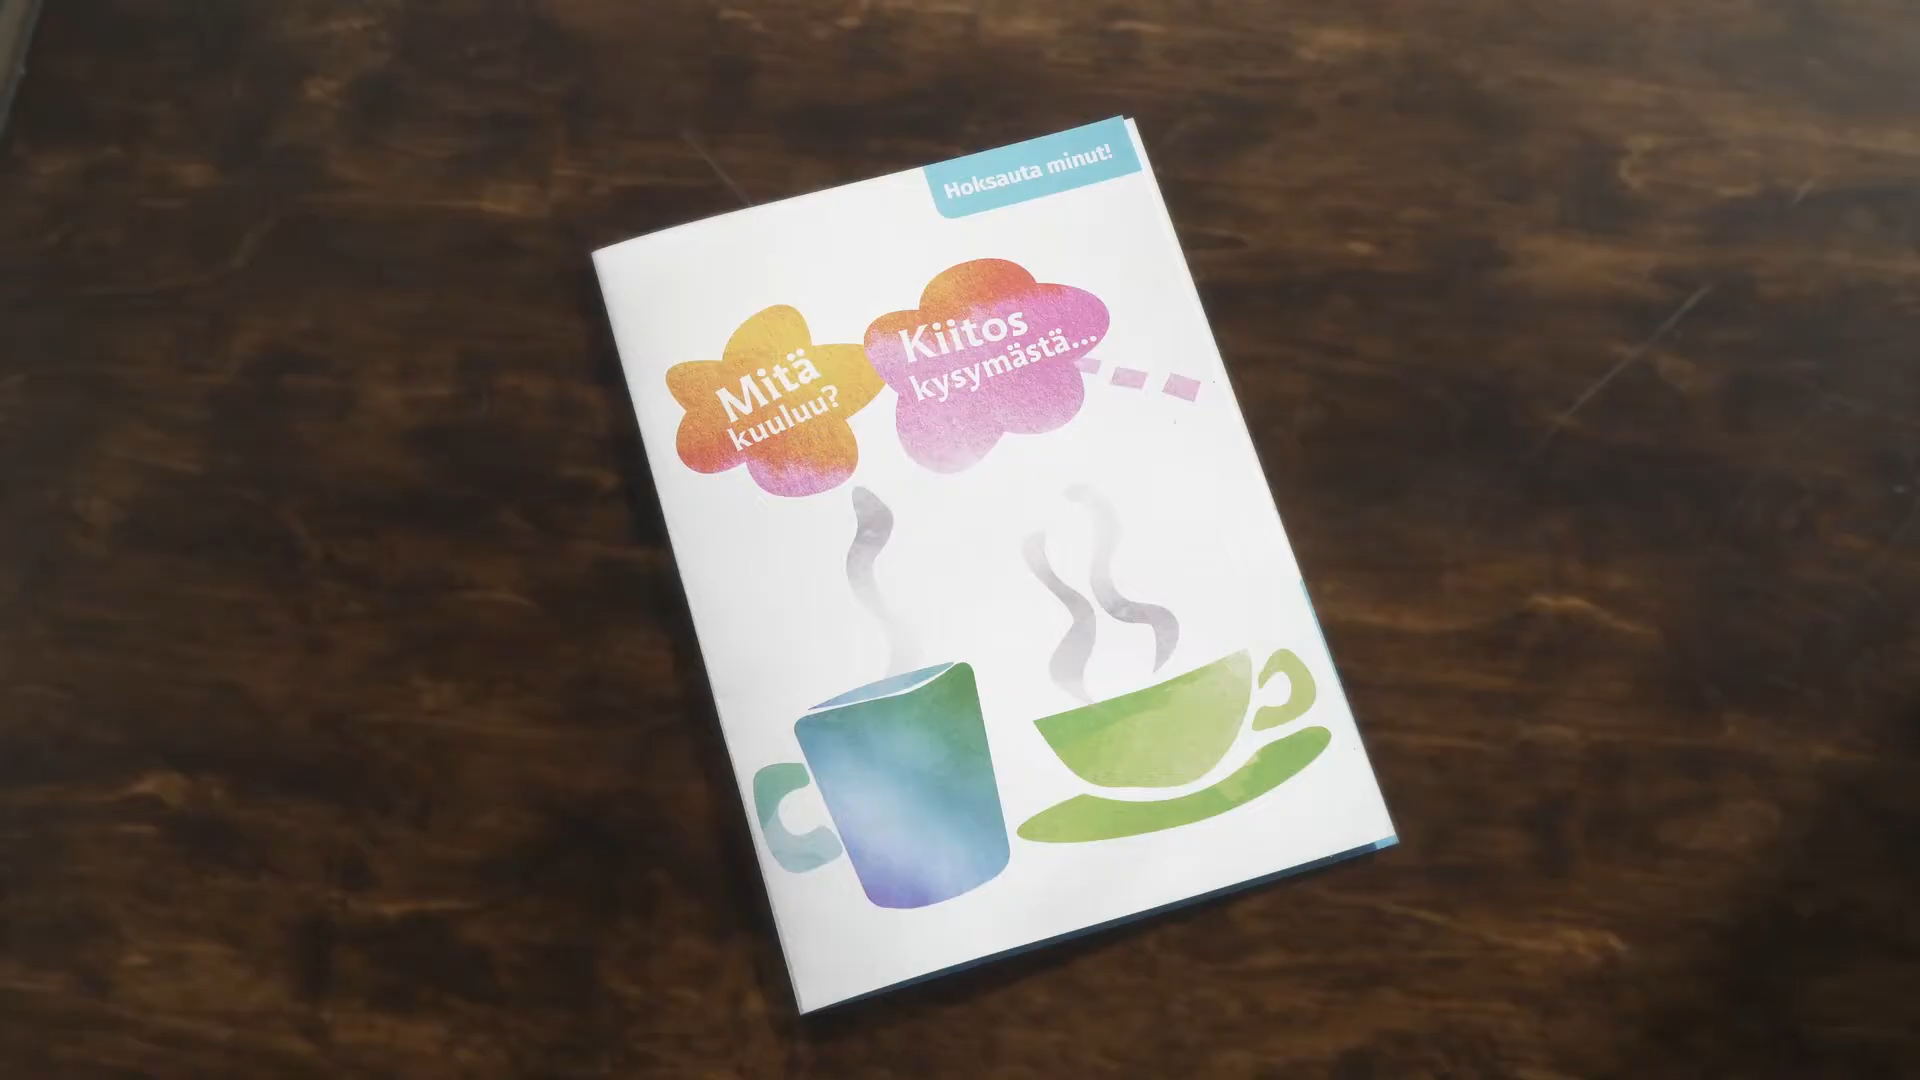 Hoksauta minut!
Mitä
kuuluu?
Kiitos
kysymästä...